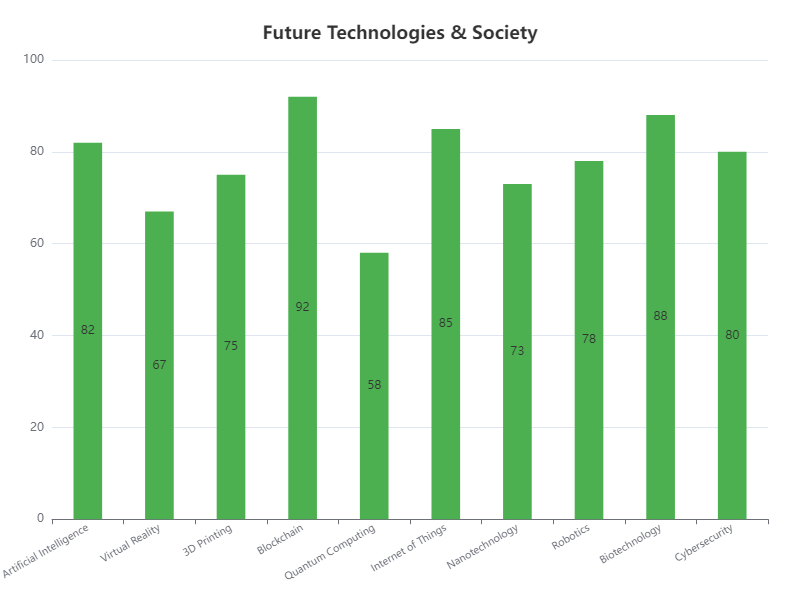 Future Technologies & Society
100
80
60
40
20
0
82
67
75
92
58
85
73
78
88
80
Artificial Intelligence
Virtual Reality
3D Printing
Blockchain
Quantum Computing
Internet of Things
Nanotechnology
Robotics
Biotechnology
Cybersecurity